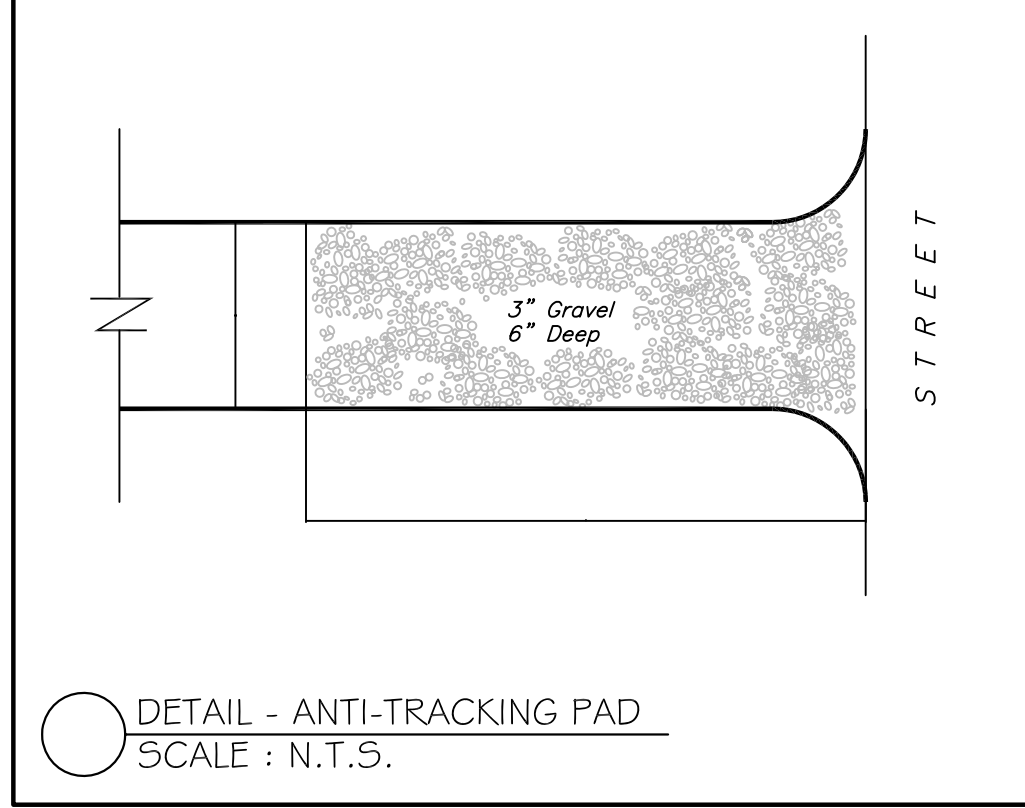 3” Gravel
6” Deep
STREET
DETAIL - ANTI-TRACKING PAD
SCALE : N.T.S.